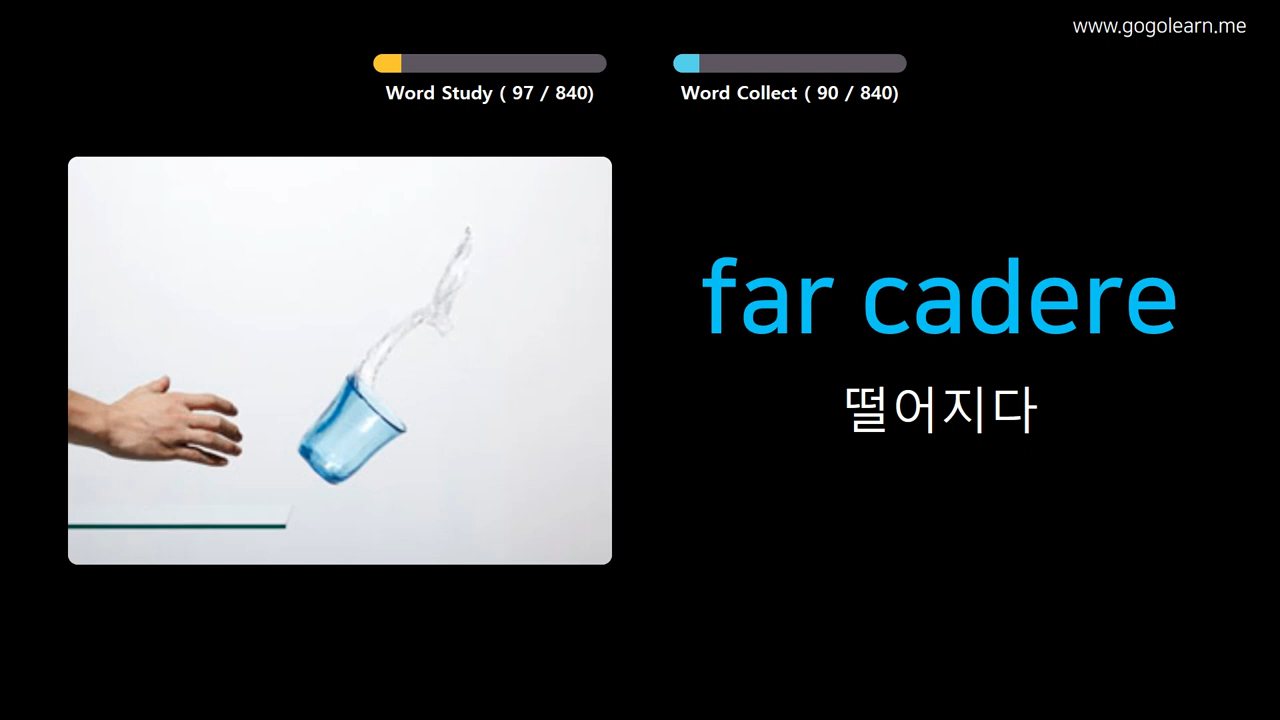 www.gogolearn.me
Word Study ( 97 / 840)
Word Collect ( 90 / 840)
far cadere
떨어지다